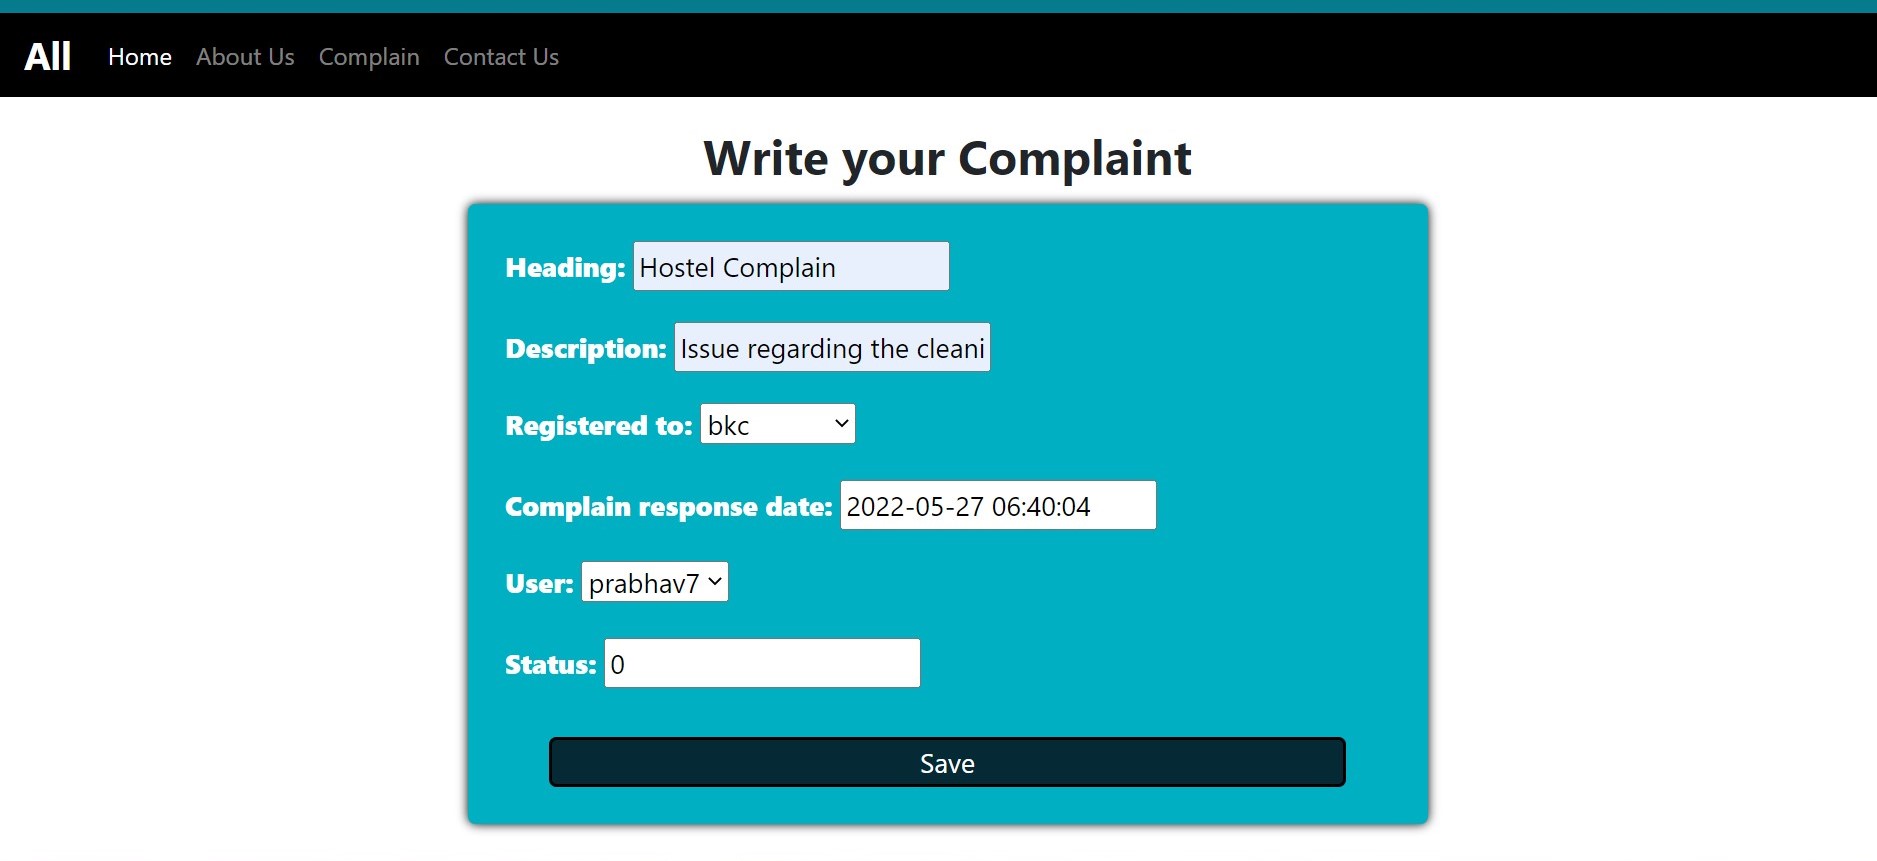 All Home About Us Complain Contact Us
Write your Complaint
Heading: Hostel Complain
Description: Issue regarding the cleani
Registered to: bkc
Complain response date: 2022-05-27 06:40:04
User: prabhav7
Status: 0
Save